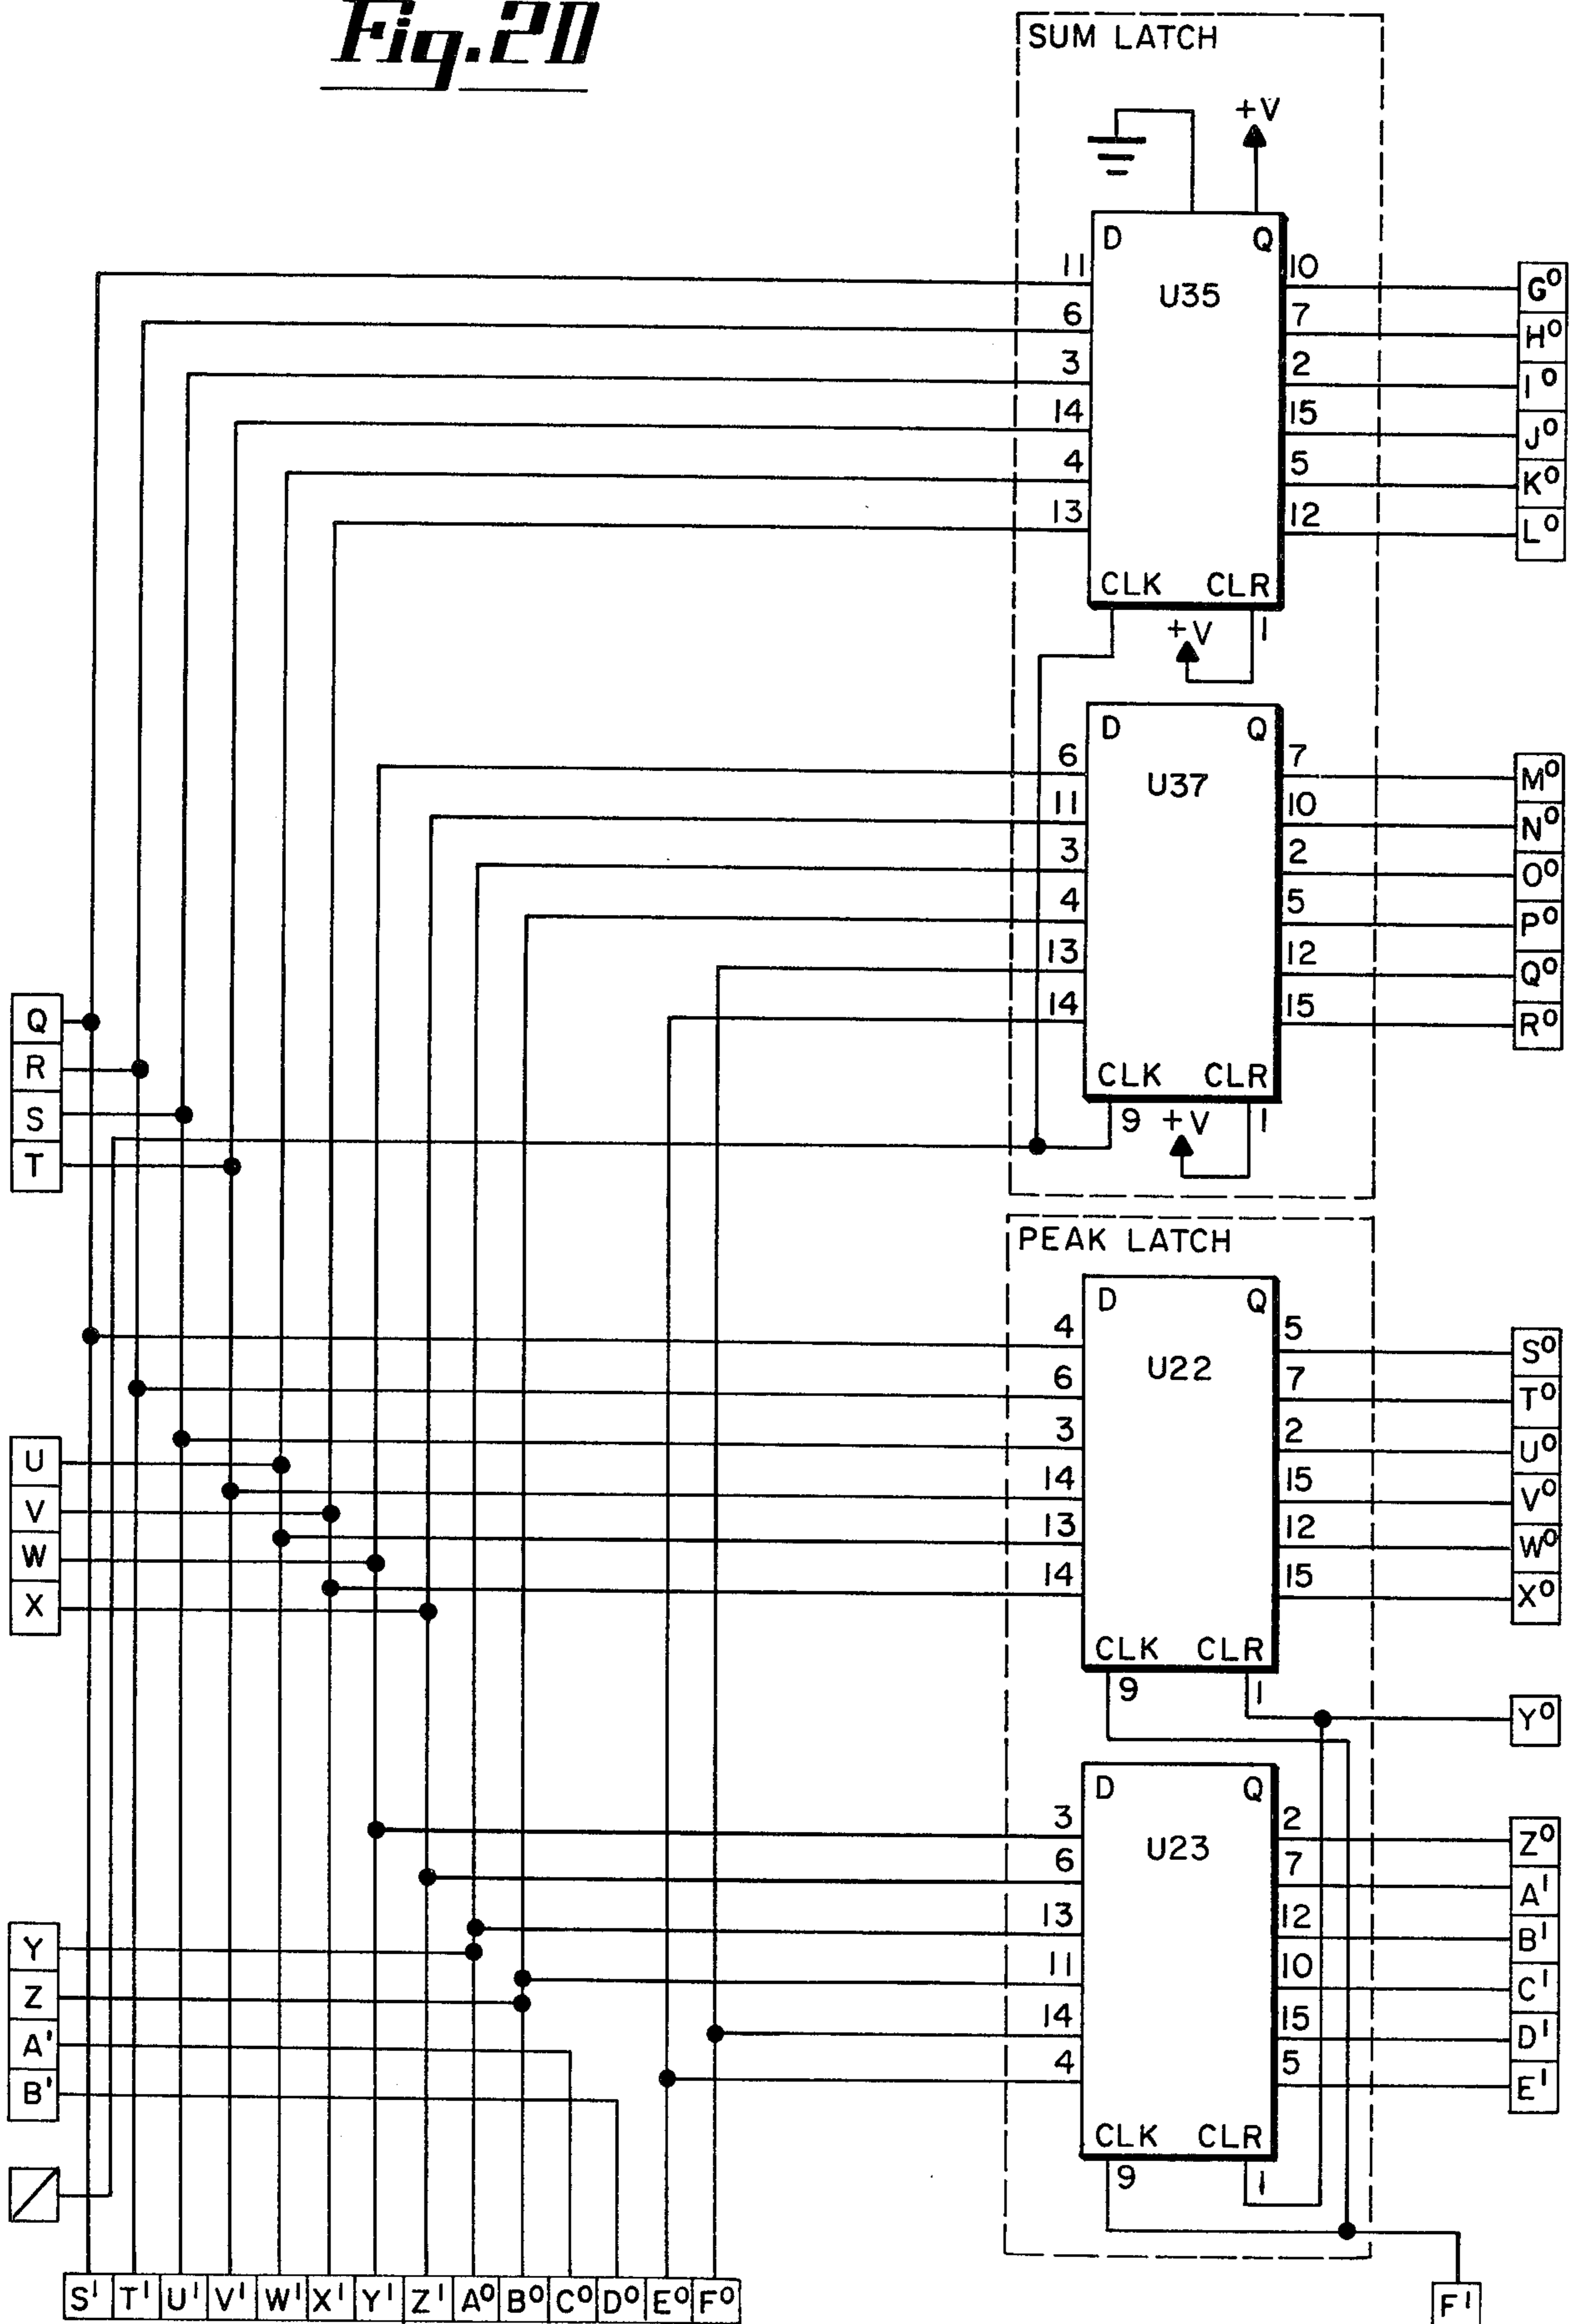 Fig.20
SUM LATCH
+V
D Q
U35
11 10 G⁰
6 7 H⁰
3 2 I⁰
14 15 J⁰
4 5 K⁰
13 12 L⁰
CLK CLR
+V 1
D Q
U37
6 7 M⁰
11 10 N⁰
3 2 O⁰
4 5 P⁰
13 12 Q⁰
14 15 R⁰
CLK CLR
9 +V 1
Q
R
S
T
PEAK LATCH
D Q
U22
4 5 S⁰
6 7 T⁰
3 2 U⁰
14 15 V⁰
13 12 W⁰
14 15 X⁰
CLK CLR
9 1
Y⁰
U
V
W
X
D Q
U23
3 2 Z⁰
6 7 A¹
13 12 B¹
11 10 C¹
14 15 D¹
4 5 E¹
CLK CLR
9 1
Y
Z
A'
B'
S¹ T¹ U¹ V¹ W¹ X¹ Y¹ Z¹ A⁰ B⁰ C⁰ D⁰ E⁰ F⁰ F¹